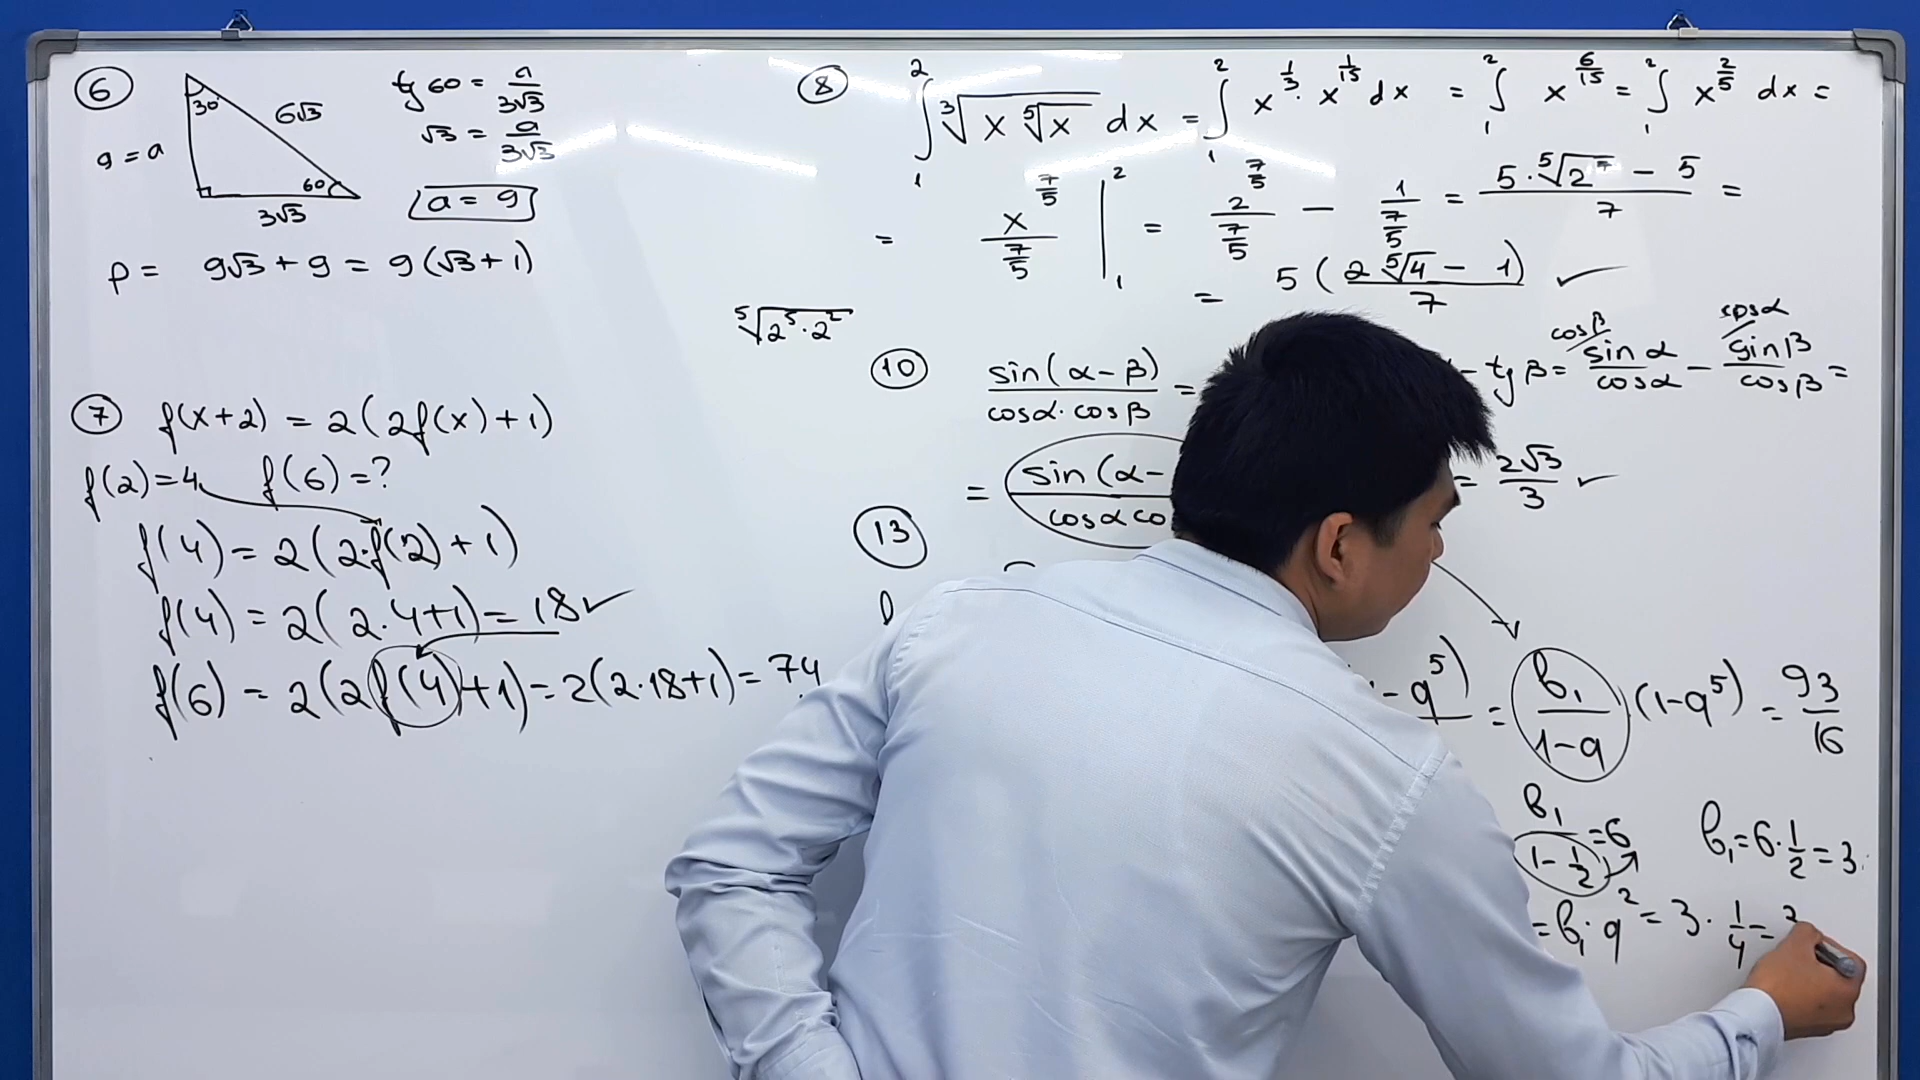 6
30°
6√3
9 = a
60°
3√3
tg 60 = a/3√3
√3 = a/3√3
a = 9
P = 9√3 + 9 = 9(√3 + 1)
7
f(x+2) = 2(2f(x)+1)
f(2)=4 f(6)=?
f(4) = 2(2·f(2)+1)
f(4) = 2(2·4+1) = 18 ✓
f(6) = 2(2f(4)+1) = 2(2·18+1) = 74
8
∫₁² ∛(x ⁵√x) dx = ∫₁² x^(1/3) · x^(1/15) dx = ∫₁² x^(6/15) = ∫₁² x^(2/5) dx =
= x^(7/5)/(7/5) |₁² = 2^(7/5)/(7/5) − 1/(7/5) = (5·⁵√2⁷ − 5)/7 =
= 5(2 ⁵√4 − 1)/7 ✓
⁵√(2⁵·2²)
10
sin(α−β)/(cosα·cosβ) = - tgβ = cosβ sinα/cosα − cosα sinβ/cosβ =
= sin(α− / cosα co = 2√3/3 ✓
13
- q⁵) = b₁/(1−q) (1−q⁵) = 93/16
b₁/(1−1/2) = 6 b₁ = 6·1/2 = 3
= b₁·q² = 3·1/4 =